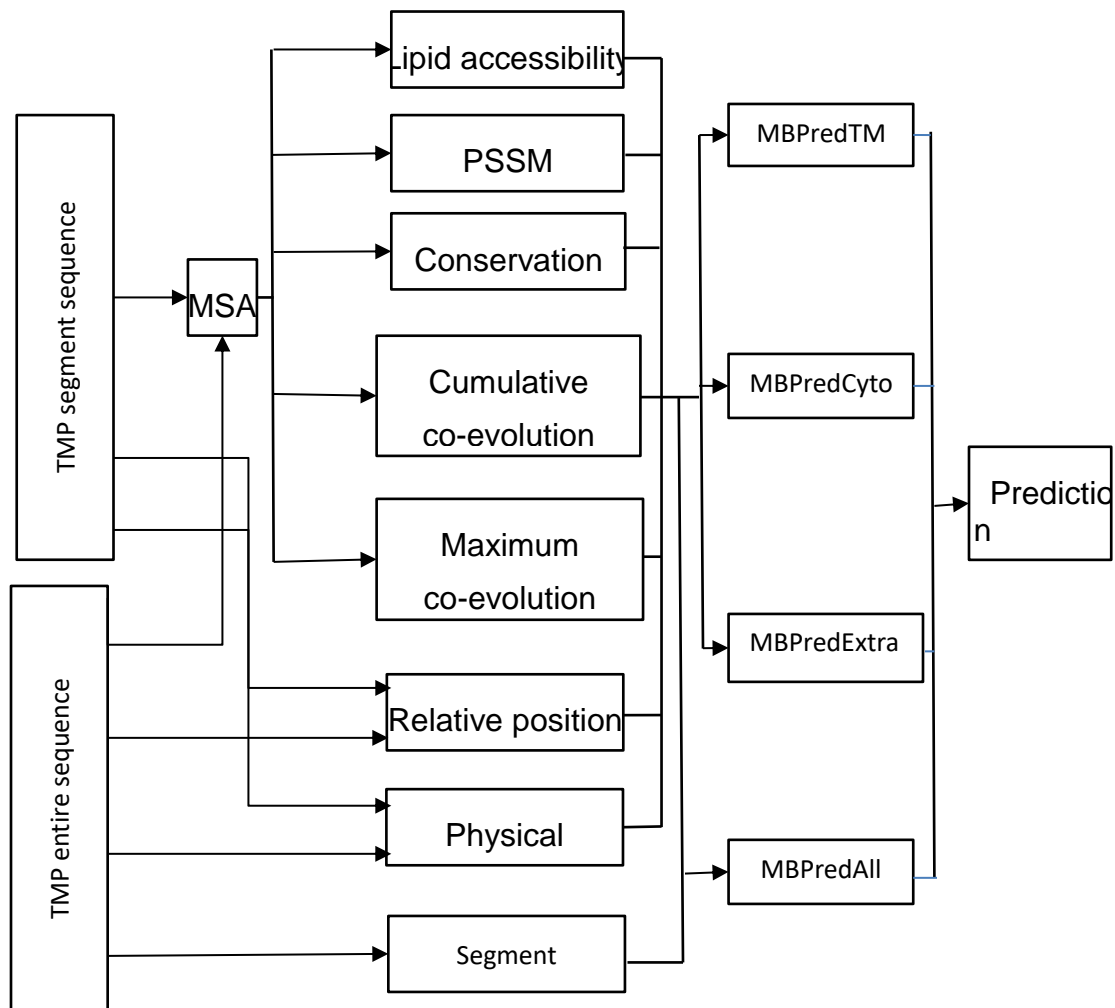 TMP segment sequence
TMP entire sequence
MSA
Lipid accessibility
PSSM
Conservation
Cumulative
co-evolution
Maximum
co-evolution
Relative position
Physical
Segment
MBPredTM
MBPredCyto
MBPredExtra
MBPredAll
Predictio
n